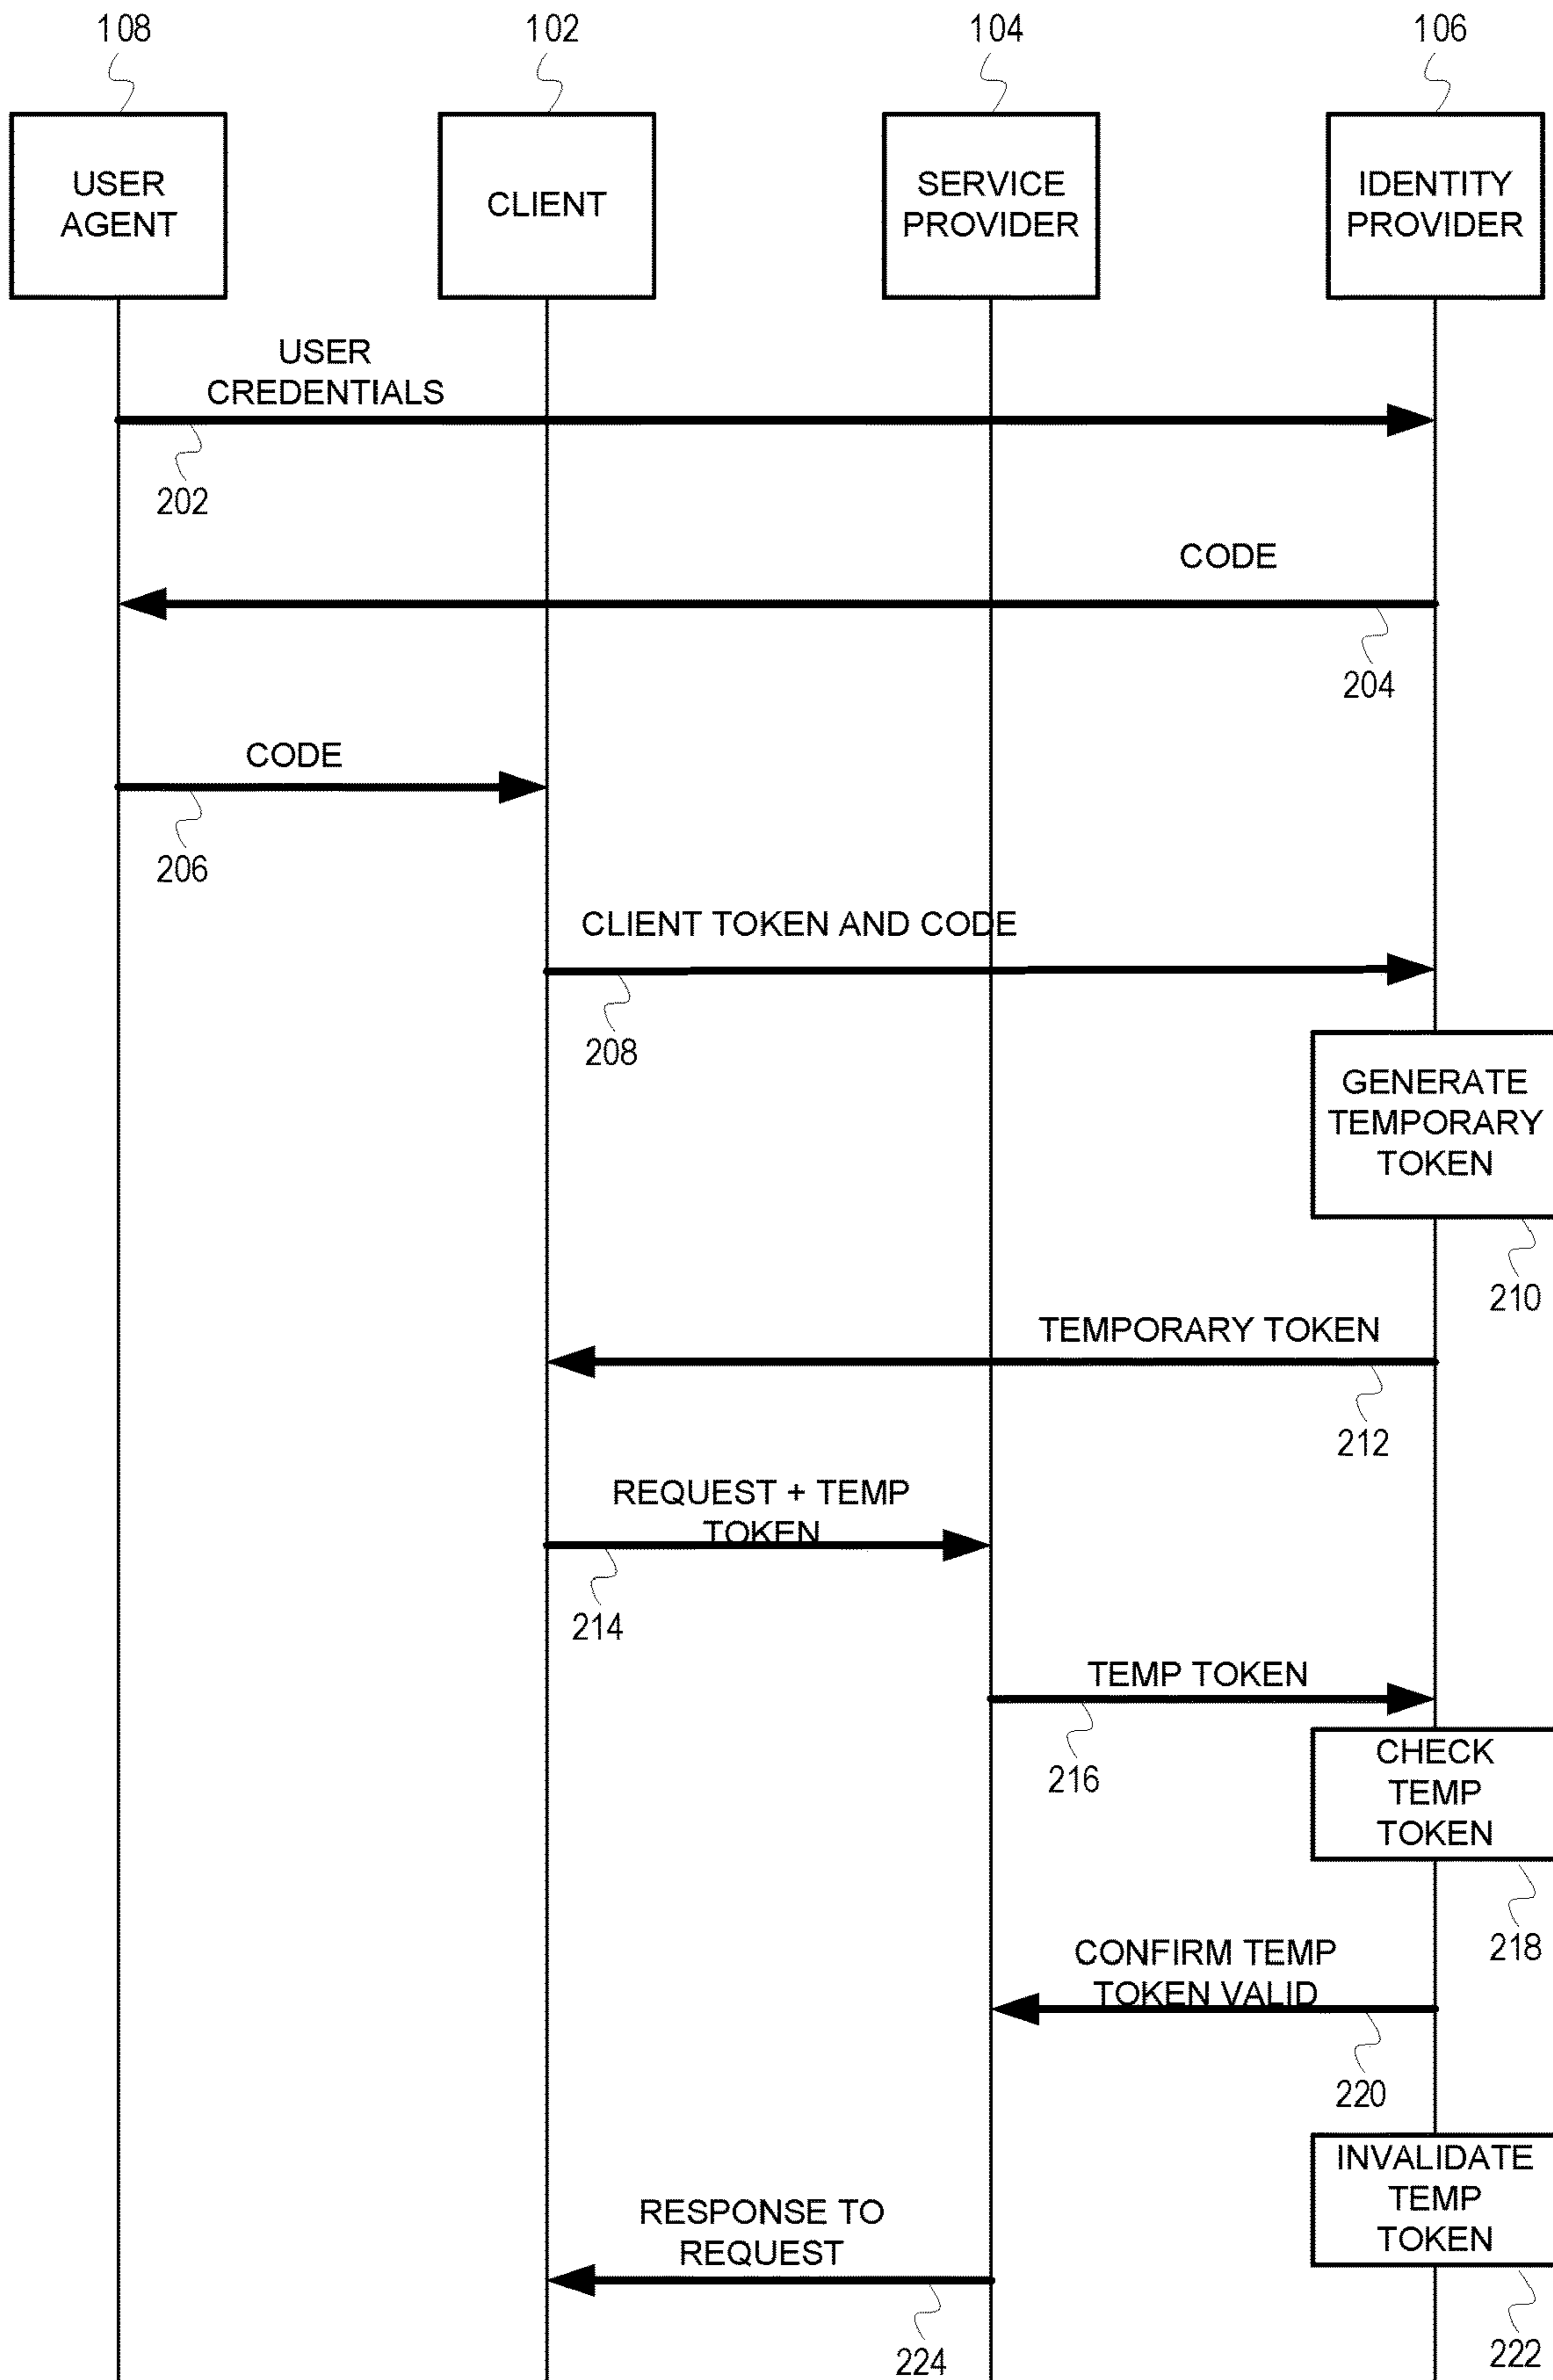 108
102
104
106
USER
AGENT
CLIENT
SERVICE
PROVIDER
IDENTITY
PROVIDER
USER
CREDENTIALS
202
CODE
204
CODE
206
CLIENT TOKEN AND CODE
208
GENERATE
TEMPORARY
TOKEN
210
TEMPORARY TOKEN
212
REQUEST + TEMP
TOKEN
214
TEMP TOKEN
216
CHECK
TEMP
TOKEN
218
CONFIRM TEMP
TOKEN VALID
220
INVALIDATE
TEMP
TOKEN
222
RESPONSE TO
REQUEST
224